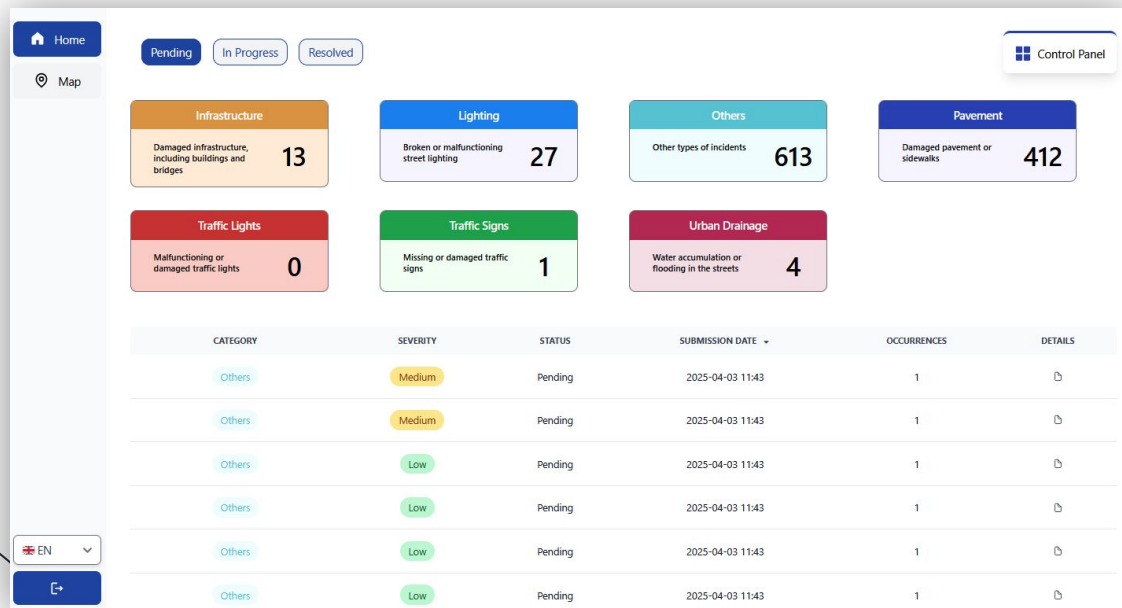 Home
Map
Pending
In Progress
Resolved
Control Panel
Infrastructure
Damaged infrastructure,
including buildings and
bridges
13
Lighting
Broken or malfunctioning
street lighting
27
Others
Other types of incidents
613
Pavement
Damaged pavement or
sidewalks
412
Traffic Lights
Malfunctioning or
damaged traffic lights
0
Traffic Signs
Missing or damaged traffic
signs
1
Urban Drainage
Water accumulation or
flooding in the streets
4
CATEGORY SEVERITY STATUS SUBMISSION DATE OCCURRENCES DETAILS
Others Medium Pending 2025-04-03 11:43 1
Others Medium Pending 2025-04-03 11:43 1
Others Low Pending 2025-04-03 11:43 1
Others Low Pending 2025-04-03 11:43 1
Others Low Pending 2025-04-03 11:43 1
Others Low Pending 2025-04-03 11:43 1
EN